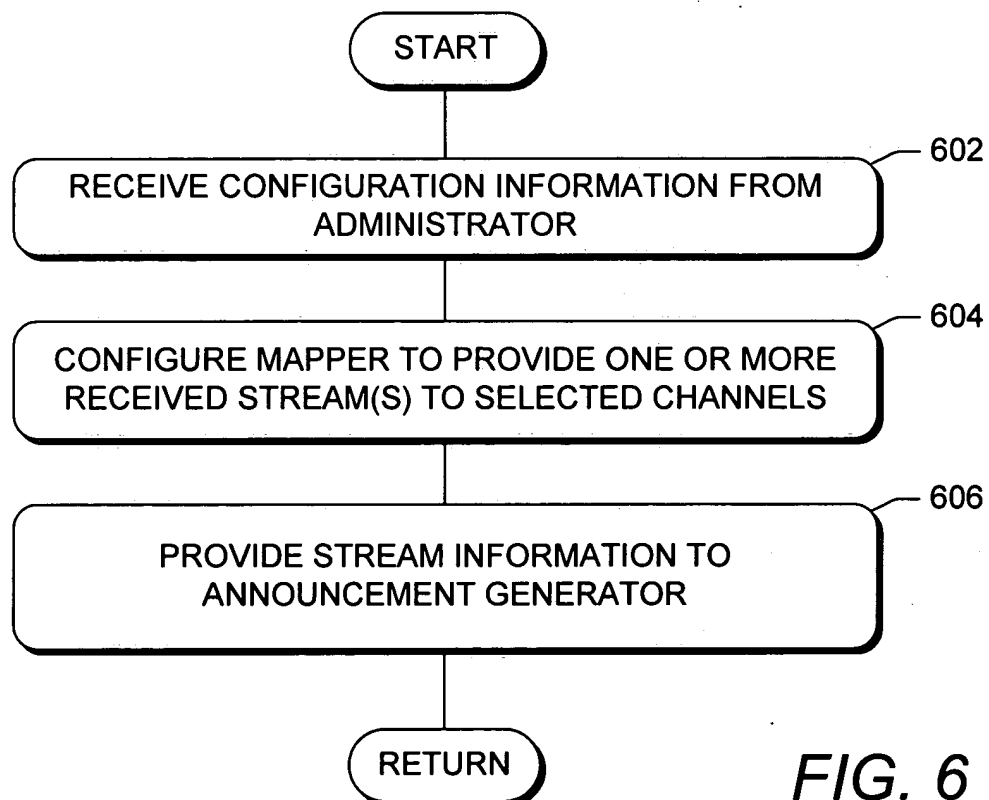 START
602
RECEIVE CONFIGURATION INFORMATION FROM
ADMINISTRATOR
604
CONFIGURE MAPPER TO PROVIDE ONE OR MORE
RECEIVED STREAM(S) TO SELECTED CHANNELS
606
PROVIDE STREAM INFORMATION TO
ANNOUNCEMENT GENERATOR
RETURN
FIG. 6